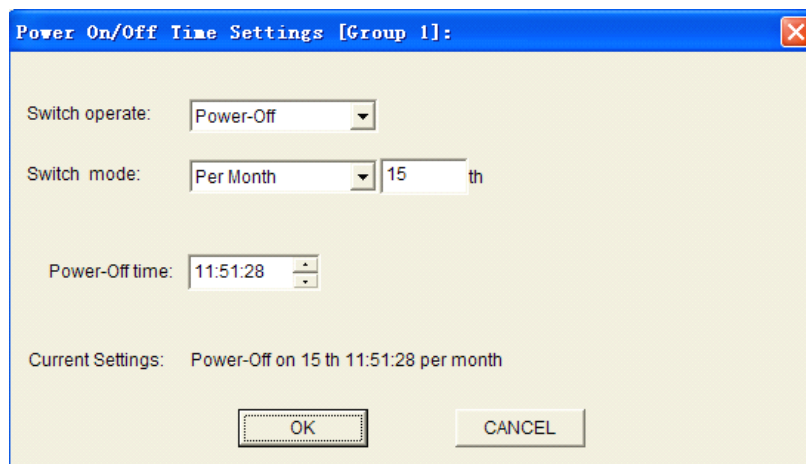 Power On/Off Time Settings [Group 1]:
Switch operate: Power-Off
Switch mode: Per Month 15 th
Power-Off time: 11:51:28
Current Settings: Power-Off on 15 th 11:51:28 per month
OK CANCEL